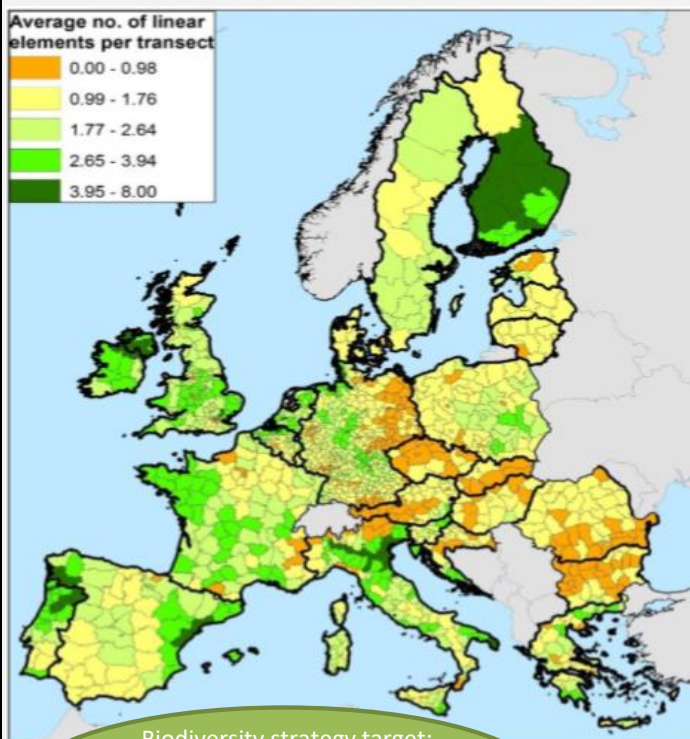 Average no. of linear
elements per transect
0.00 - 0.98
0.99 - 1.76
1.77 - 2.64
2.65 - 3.94
3.95 - 8.00
Biodiversity strategy target: